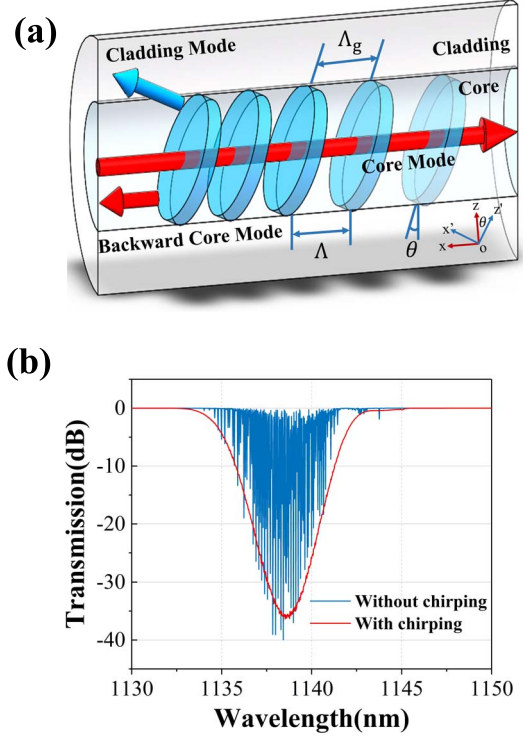 (a)
Cladding Mode
Λg
Cladding
Core
Core Mode
Backward Core Mode
Λ
θ
z
θ
z'
x'
x
o
(b)
Transmission(dB)
0
-10
-20
-30
-40
Without chirping
With chirping
1130
1135
1140
1145
1150
Wavelength(nm)